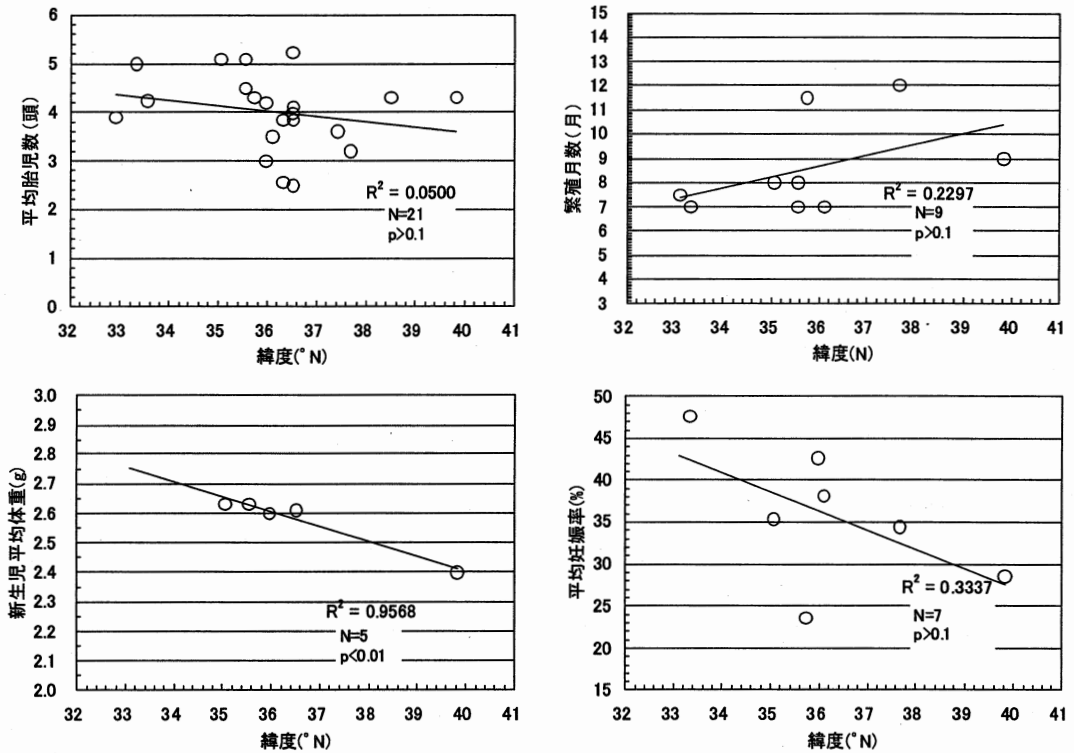 平均胎児数(頭)
6
5
4
3
2
1
0
R² = 0.0500
N=21
p>0.1
32 33 34 35 36 37 38 39 40 41
緯度(°N)
繁殖月数(月)
15
14
13
12
11
10
9
8
7
6
5
4
3
R² = 0.2297
N=9
p>0.1
32 33 34 35 36 37 38 39 40 41
緯度(N)
新生児平均体重(g)
3.0
2.9
2.8
2.7
2.6
2.5
2.4
2.3
2.2
2.1
2.0
R² = 0.9568
N=5
p<0.01
32 33 34 35 36 37 38 39 40 41
緯度(°N)
平均妊娠率(%)
50
45
40
35
30
25
20
15
R² = 0.3337
N=7
p>0.1
32 33 34 35 36 37 38 39 40 41
緯度(°N)